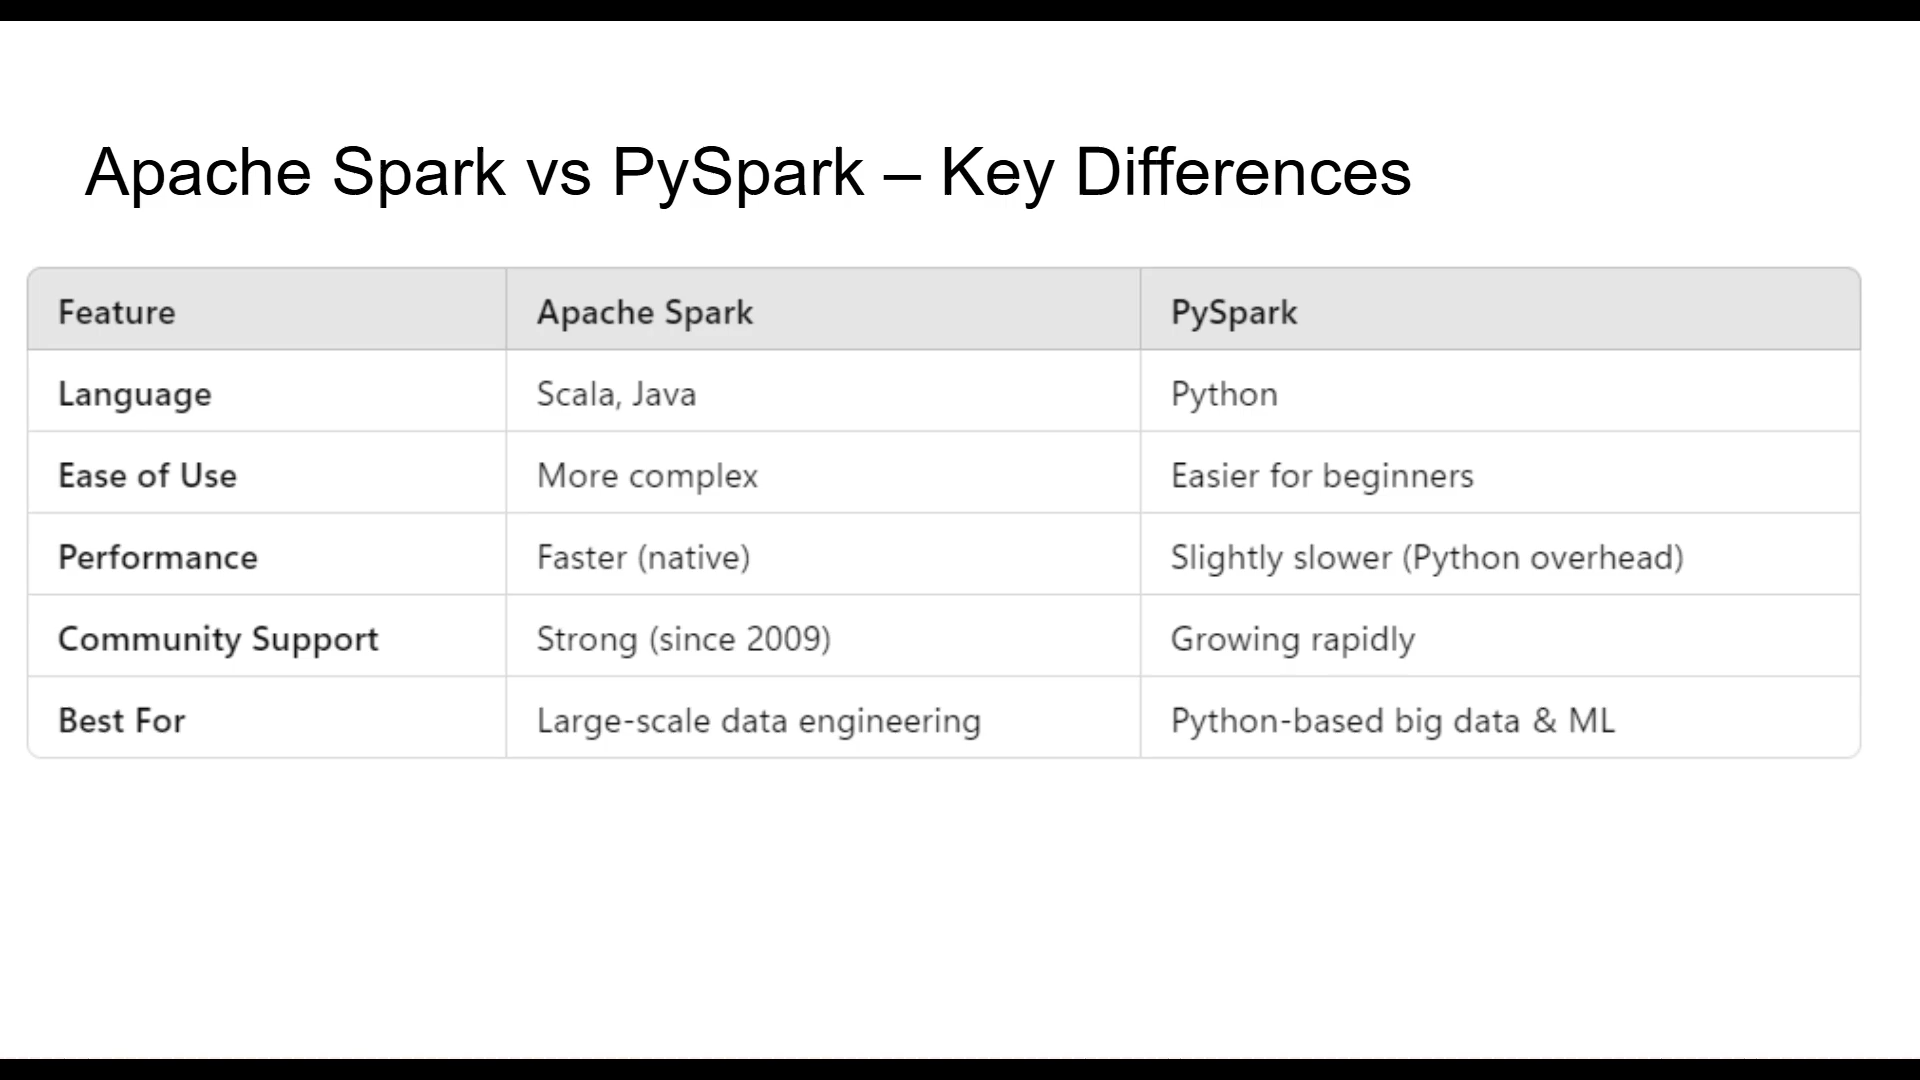 Apache Spark vs PySpark – Key Differences
Feature Apache Spark PySpark
Language Scala, Java Python
Ease of Use More complex Easier for beginners
Performance Faster (native) Slightly slower (Python overhead)
Community Support Strong (since 2009) Growing rapidly
Best For Large-scale data engineering Python-based big data & ML